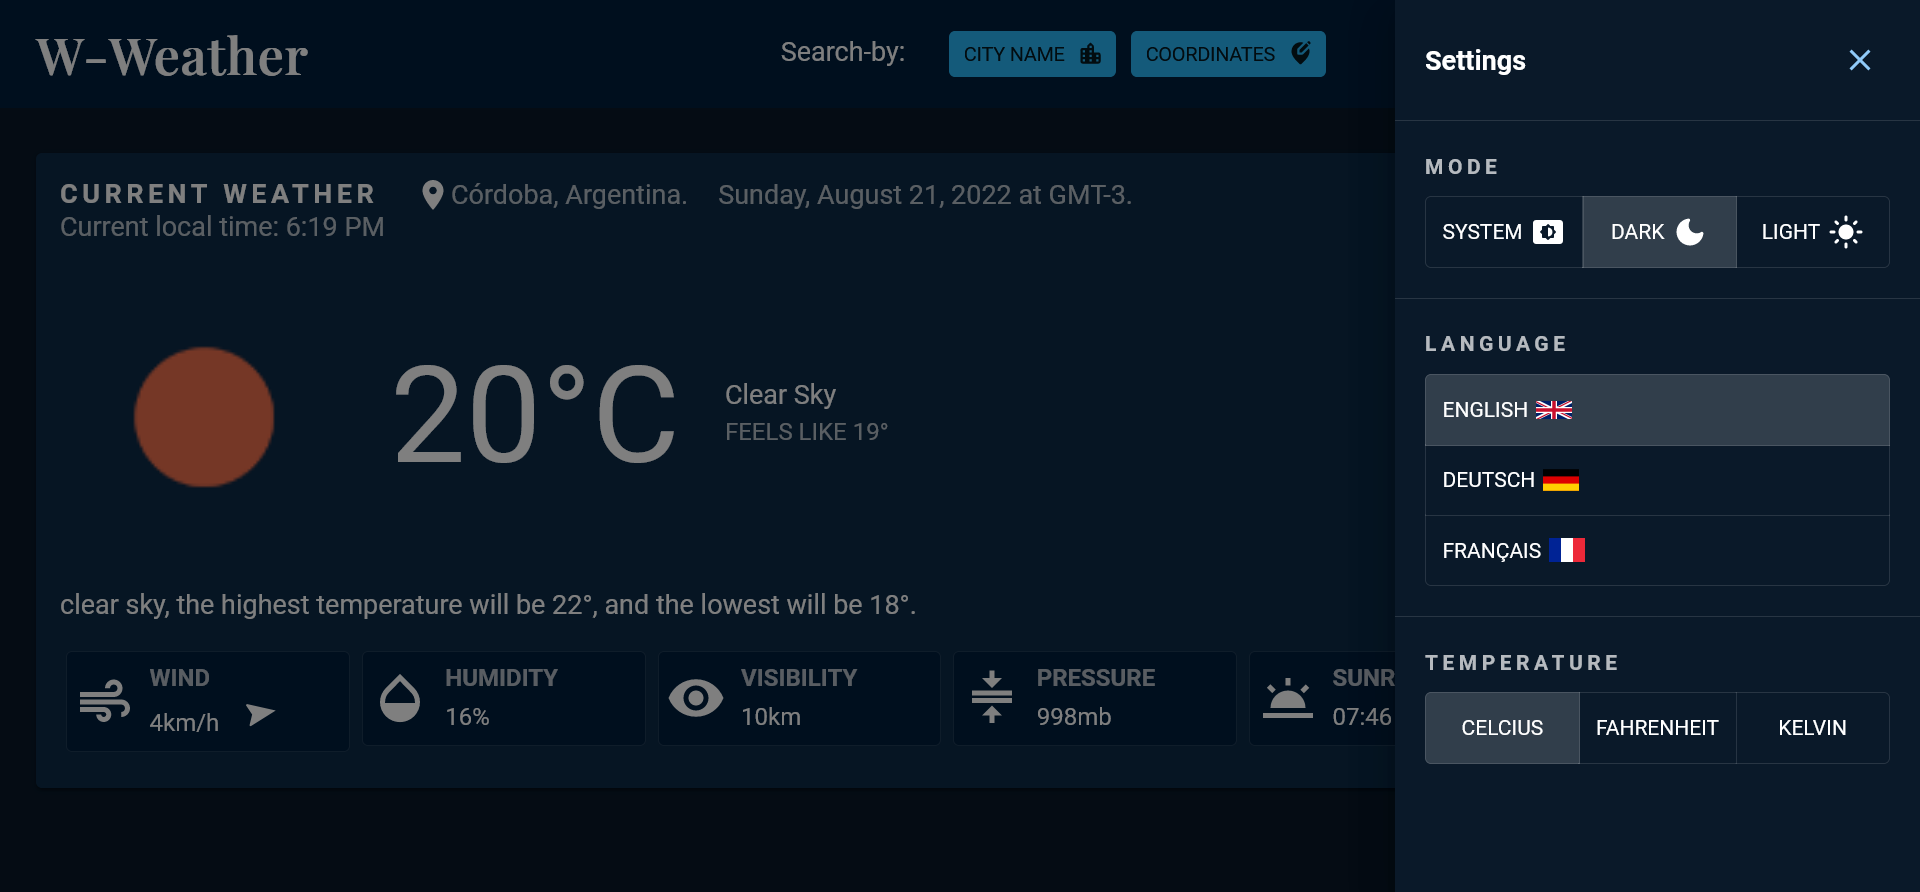 W-Weather
Search-by:
CITY NAME
COORDINATES
CURRENT WEATHER
Córdoba, Argentina.
Sunday, August 21, 2022 at GMT-3.
Current local time: 6:19 PM
20°C
Clear Sky
FEELS LIKE 19°
clear sky, the highest temperature will be 22°, and the lowest will be 18°.
WIND
4km/h
HUMIDITY
16%
VISIBILITY
10km
PRESSURE
998mb
SUNR
07:46
Settings
MODE
SYSTEM
DARK
LIGHT
LANGUAGE
ENGLISH
DEUTSCH
FRANÇAIS
TEMPERATURE
CELCIUS
FAHRENHEIT
KELVIN